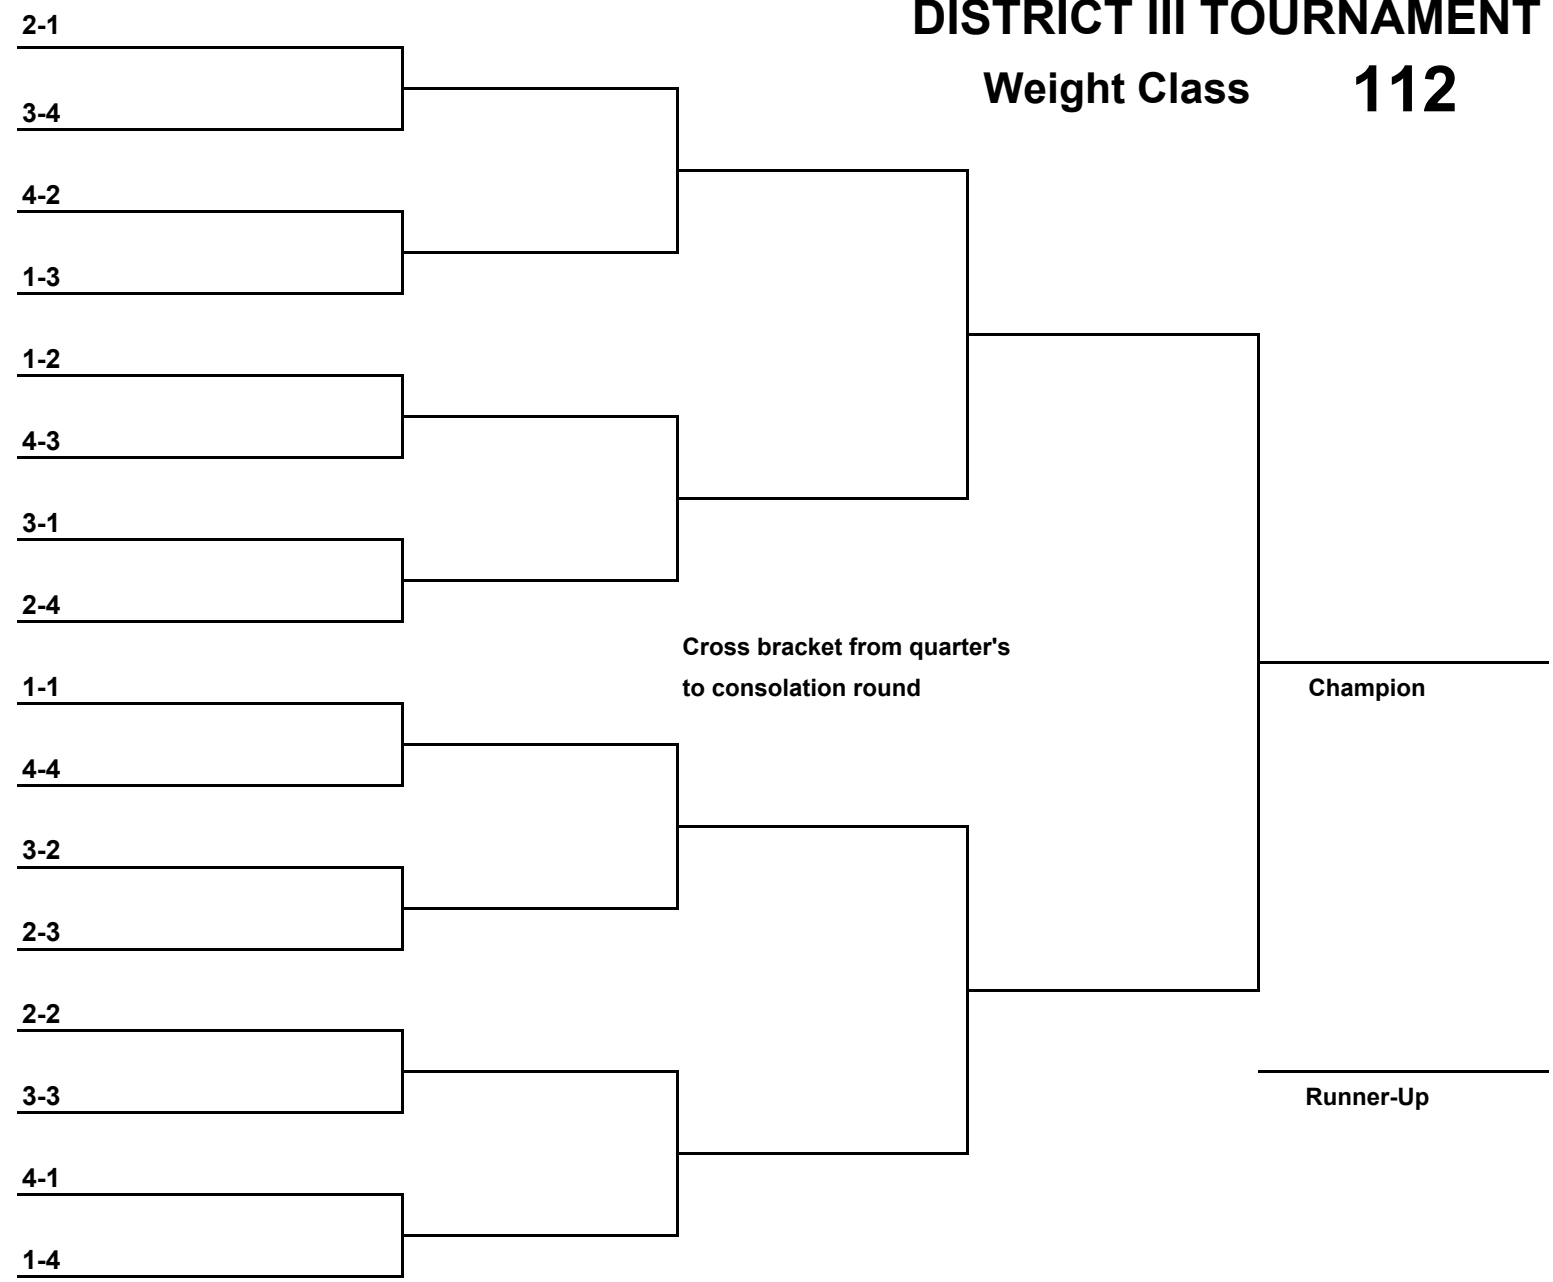 DISTRICT III TOURNAMENT
Weight Class 112
2-1
3-4
4-2
1-3
1-2
4-3
3-1
2-4
Cross bracket from quarter's
to consolation round
1-1
Champion
4-4
3-2
2-3
2-2
3-3
Runner-Up
4-1
1-4